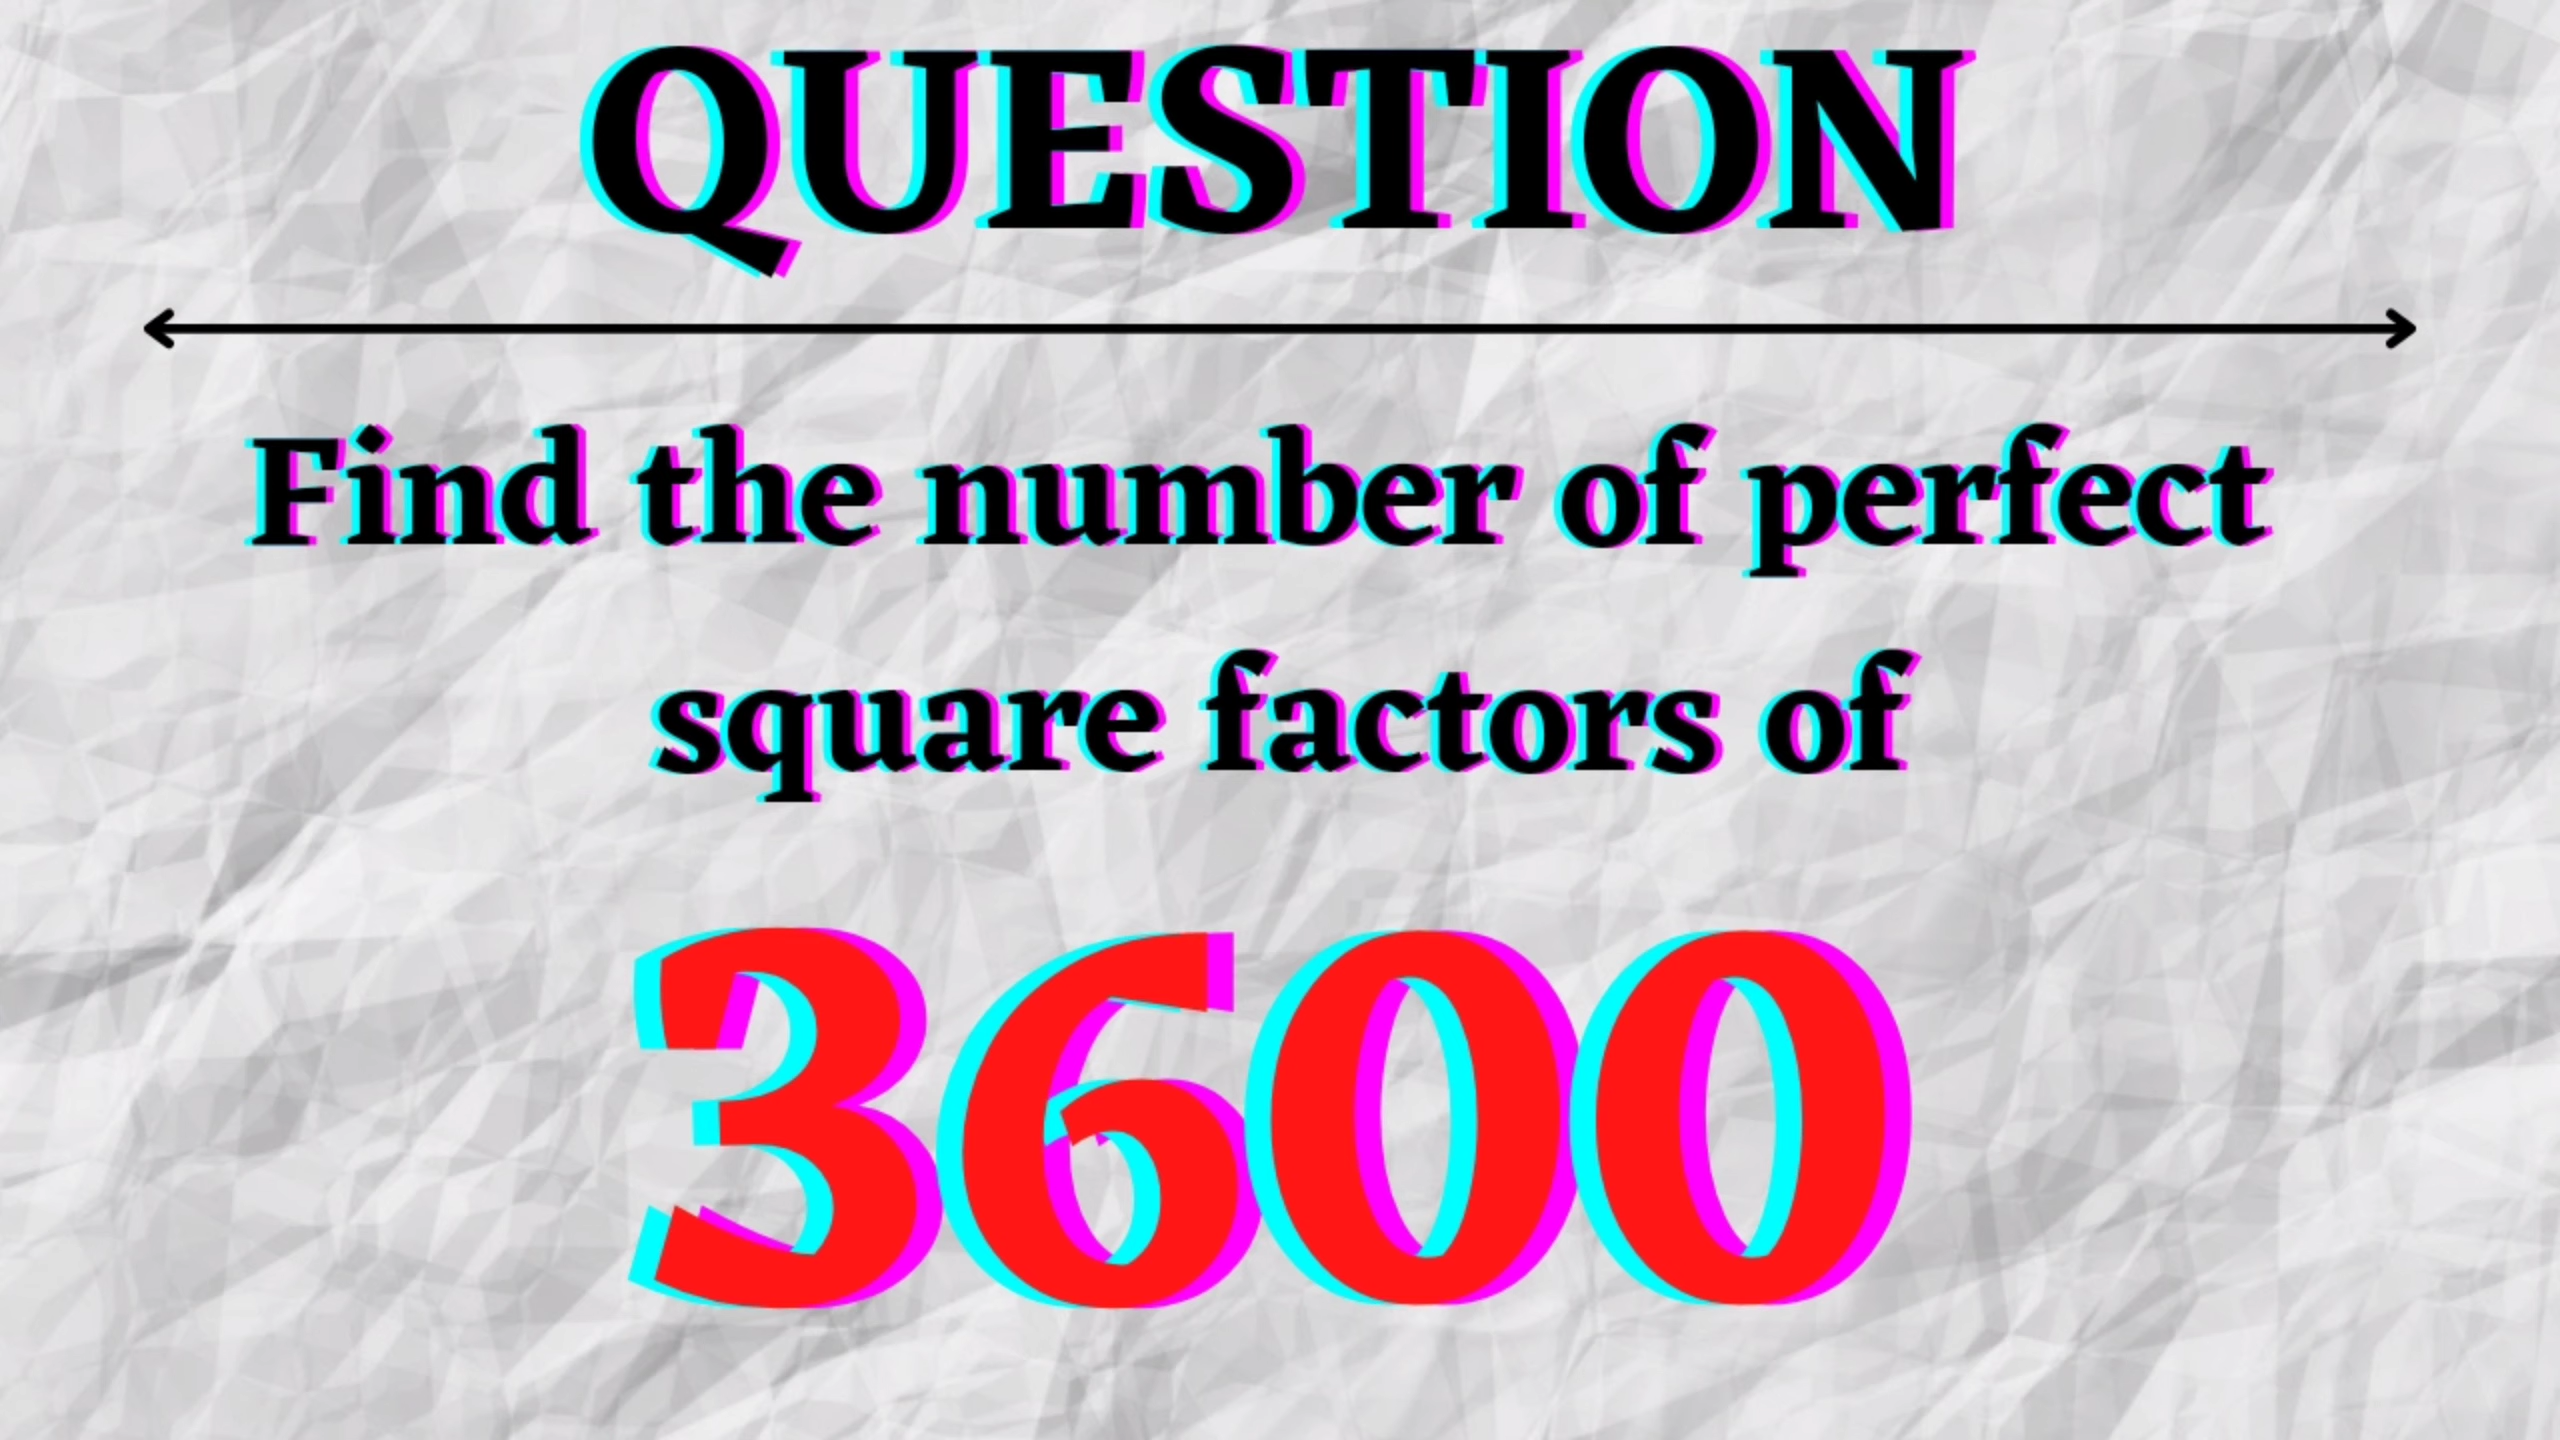 QUESTION
Find the number of perfect
square factors of
3600